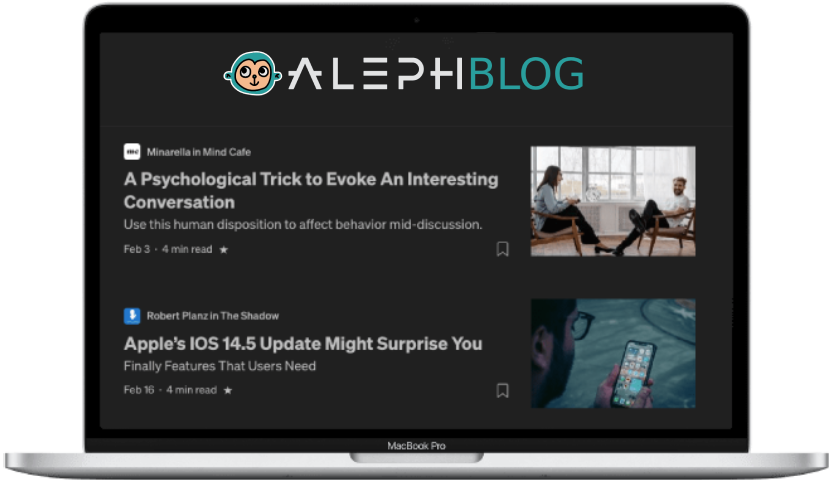 ALEPHBLOG
mc Minarella in Mind Cafe
A Psychological Trick to Evoke An Interesting
Conversation
Use this human disposition to affect behavior mid-discussion.
Feb 3 · 4 min read ★
Robert Planz in The Shadow
Apple's IOS 14.5 Update Might Surprise You
Finally Features That Users Need
Feb 16 · 4 min read ★
MacBook Pro